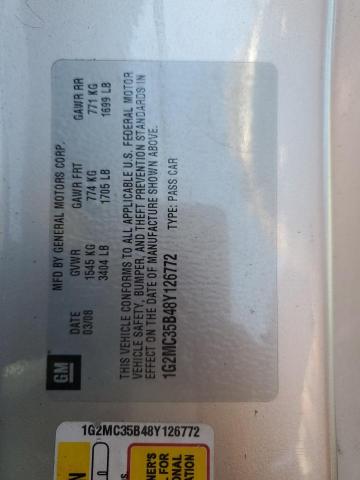 MFD BY GENERAL MOTORS CORP.
DATE GVWR GAWR FRT GAWR RR
03/08 1545 KG 774 KG 771 KG
3404 LB 1705 LB 1699 LB
GM
THIS VEHICLE CONFORMS TO ALL APPLICABLE U.S. FEDERAL MOTOR
VEHICLE SAFETY, BUMPER, AND THEFT PREVENTION STANDARDS IN
EFFECT ON THE DATE OF MANUFACTURE SHOWN ABOVE.
TYPE: PASS CAR
1G2MC35B48Y126772
1G2MC35B48Y126772
NER'S